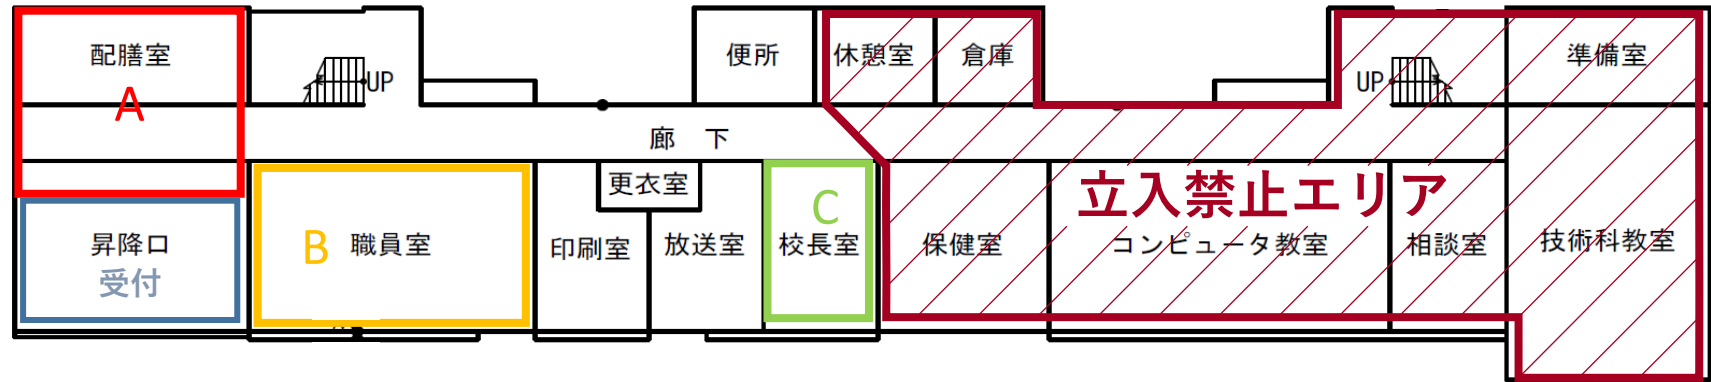 配膳室
A
UP
便所
休憩室
倉庫
UP
準備室
廊 下
昇降口
受付
B
職員室
印刷室
更衣室
放送室
C
校長室
保健室
立入禁止エリア
コンピュータ教室
相談室
技術科教室